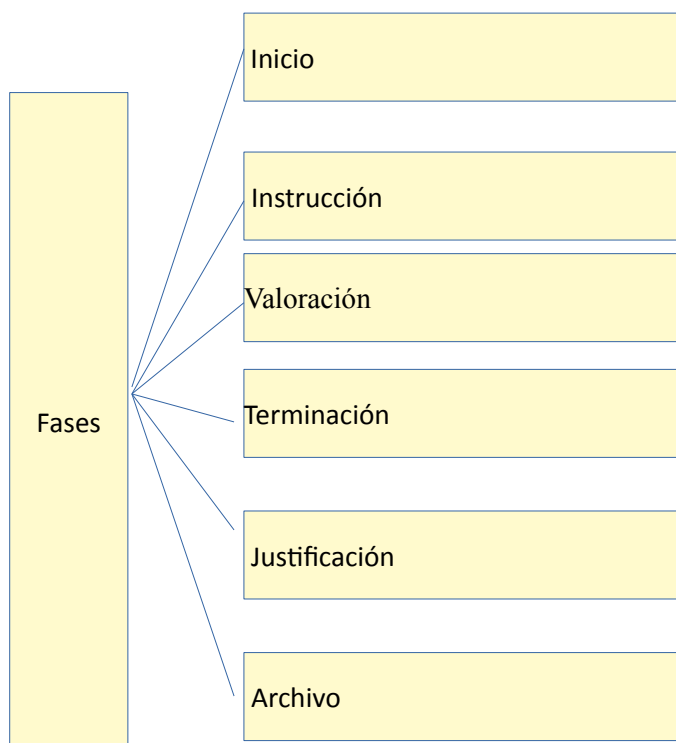 Inicio
Instrucción
Valoración
Fases
Terminación
Justificación
Archivo